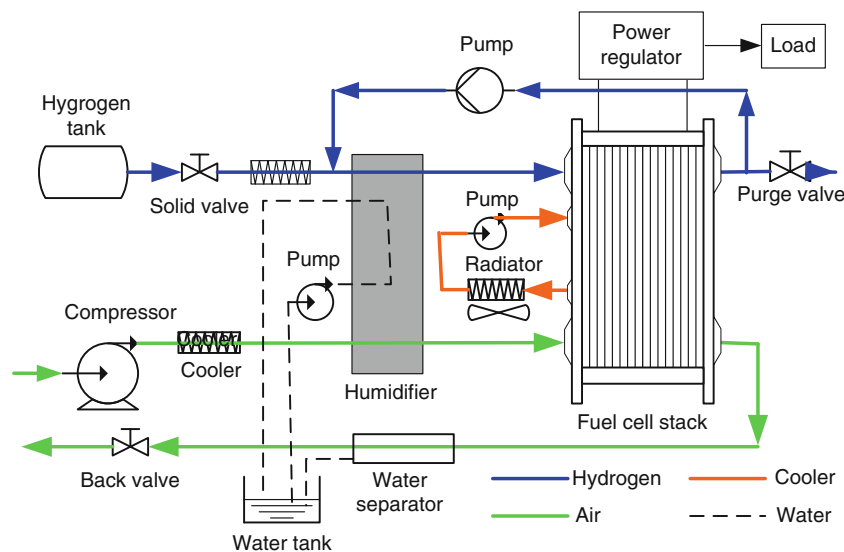 Power
regulator
Load
Pump
Hygrogen
tank
Solid valve
Purge valve
Pump
Radiator
Pump
Compressor
Cooler
Cooler
Humidifier
Fuel cell stack
Back valve
Water
separator
Water tank
Hydrogen
Cooler
Air
Water